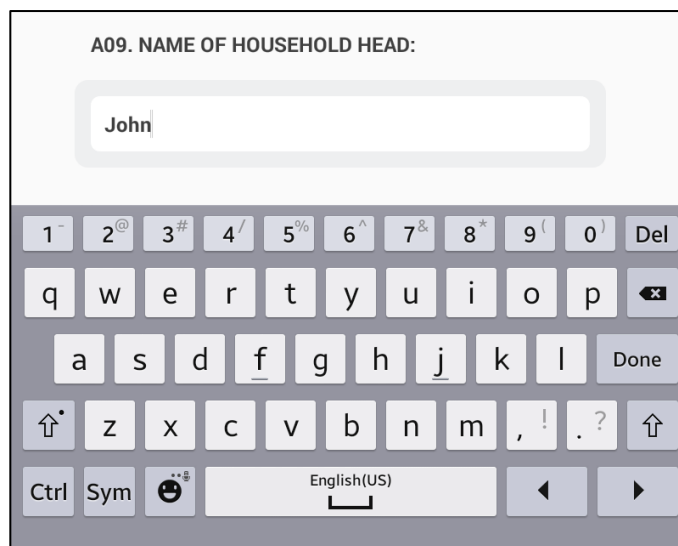 A09. NAME OF HOUSEHOLD HEAD:
John
1 - 2 @ 3 # 4 / 5 % 6 ^ 7 & 8 * 9 ( 0 ) Del
q w e r t y u i o p
a s d f g h j k l Done
z x c v b n m , ! . ?
Ctrl Sym English(US)